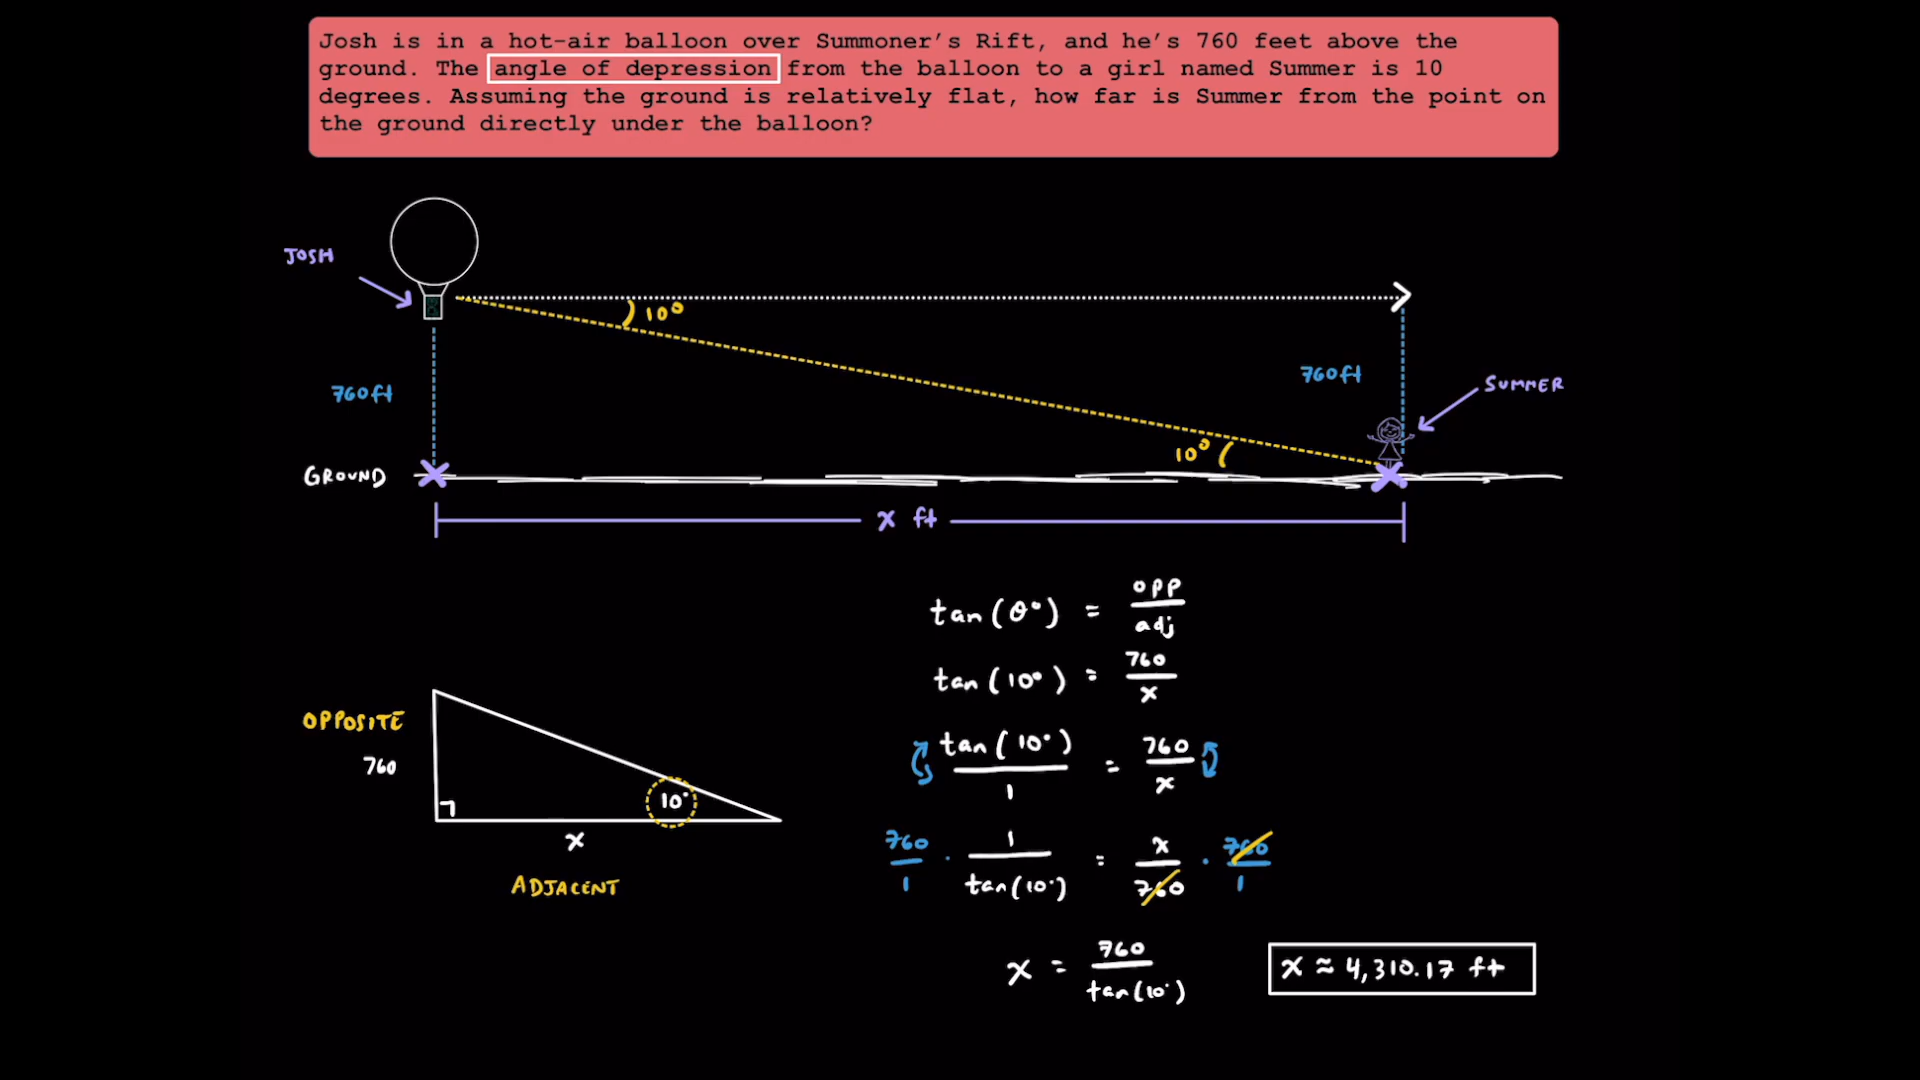 Josh is in a hot-air balloon over Summoner's Rift, and he's 760 feet above the
ground. The angle of depression from the balloon to a girl named Summer is 10
degrees. Assuming the ground is relatively flat, how far is Summer from the point on
the ground directly under the balloon?
JOSH
10°
760ft
760ft
SUMMER
10°
GROUND
x ft
tan(θ°) = opp/adj
tan(10°) = 760/x
OPPOSITE
760
10°
x
ADJACENT
tan(10°)/1 = 760/x
760/1 · 1/tan(10°) = x/760 · 760/1
x = 760/tan(10°)
x ≈ 4,310.17 ft